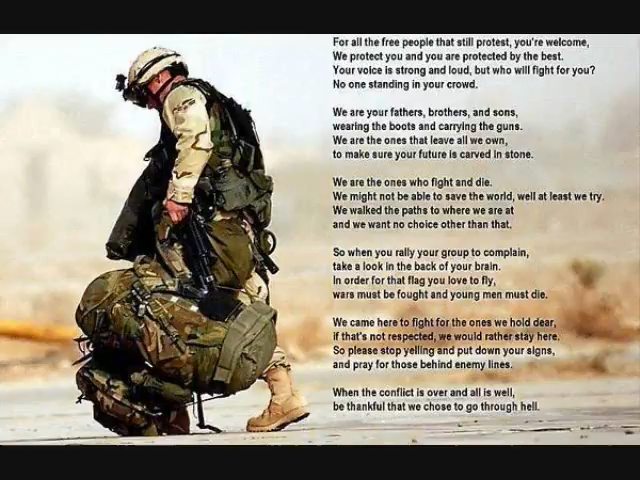 For all the free people that still protest, you're welcome,
We protect you and you are protected by the best.
Your voice is strong and loud, but who will fight for you?
No one standing in your crowd.
We are your fathers, brothers, and sons,
wearing the boots and carrying the guns.
We are the ones that leave all we own,
to make sure your future is carved in stone.
We are the ones who fight and die.
We might not be able to save the world, well at least we try.
We walked the paths to where we are at
and we want no choice other than that.
So when you rally your group to complain,
take a look in the back of your brain.
In order for that flag you love to fly,
wars must be fought and young men must die.
We came here to fight for the ones we hold dear,
if that's not respected, we would rather stay here.
So please stop yelling and put down your signs,
and pray for those behind enemy lines.
When the conflict is over and all is well,
be thankful that we chose to go through hell.